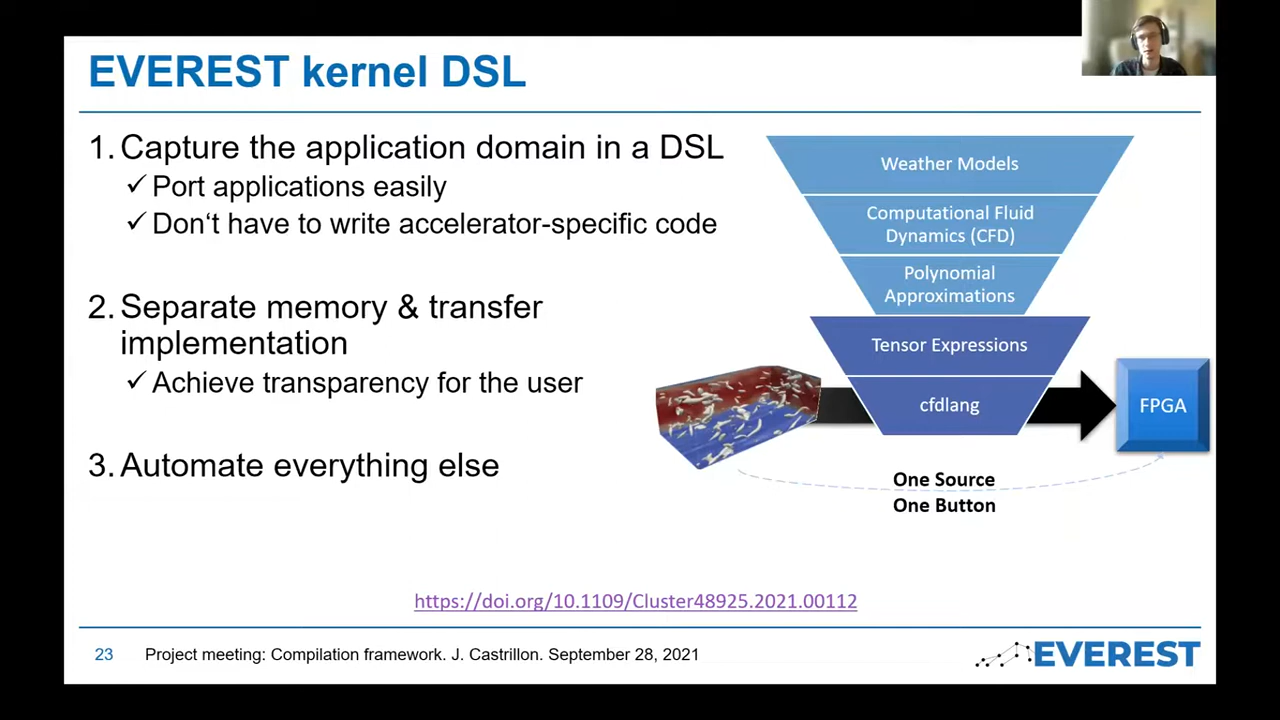 EVEREST kernel DSL
1. Capture the application domain in a DSL
✓ Port applications easily
✓ Don‘t have to write accelerator-specific code
2. Separate memory & transfer
implementation
✓ Achieve transparency for the user
3. Automate everything else
Weather Models
Computational Fluid
Dynamics (CFD)
Polynomial
Approximations
Tensor Expressions
cfdlang
FPGA
One Source
One Button
https://doi.org/10.1109/Cluster48925.2021.00112
23 Project meeting: Compilation framework. J. Castrillon. September 28, 2021
EVEREST